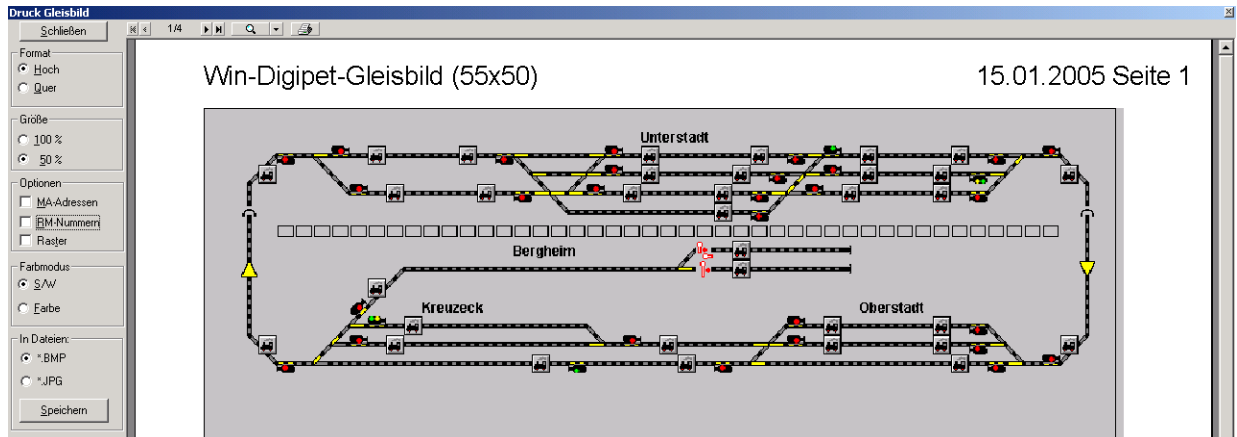 Druck Gleisbild
Schließen
1/4
Format
Hoch
Quer
Größe
100 %
50 %
Optionen
MA-Adressen
RM-Nummern
Raster
Farbmodus
S/W
Farbe
In Dateien:
*.BMP
*.JPG
Speichern
Win-Digipet-Gleisbild (55x50)
15.01.2005 Seite 1
Unterstadt
Bergheim
Kreuzeck
Oberstadt